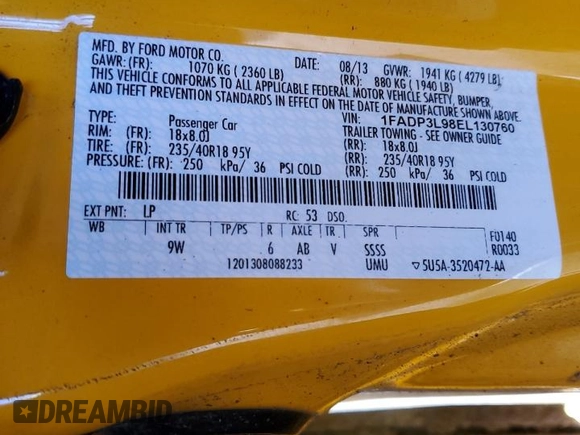 MFD. BY FORD MOTOR CO.
DATE: 08/13 GVWR: 1941 KG ( 4279 LB)
GAWR: (FR): 1070 KG ( 2360 LB) (RR): 880 KG ( 1940 LB)
THIS VEHICLE CONFORMS TO ALL APPLICABLE FEDERAL MOTOR VEHICLE SAFETY, BUMPER,
AND THEFT PREVENTION STANDARDS IN EFFECT ON THE DATE OF MANUFACTURE SHOWN ABOVE.
VIN: 1FADP3L98EL130760
TYPE: Passenger Car TRAILER TOWING - SEE OWNER GUIDE
RIM: (FR): 18x8.0J (RR): 18x8.0J
TIRE: (FR): 235/40R18 95Y (RR): 235/40R18 95Y
PRESSURE: (FR): 250 kPa/ 36 PSI COLD (RR): 250 kPa/ 36 PSI COLD
EXT PNT: LP RC: 53 DSO:
WB INT TR TP/PS R AXLE TR SPR F0140
9W 6 AB V SSSS R0033
1201308088233 UMU ▽5U5A-3520472-AA
DREAMBID